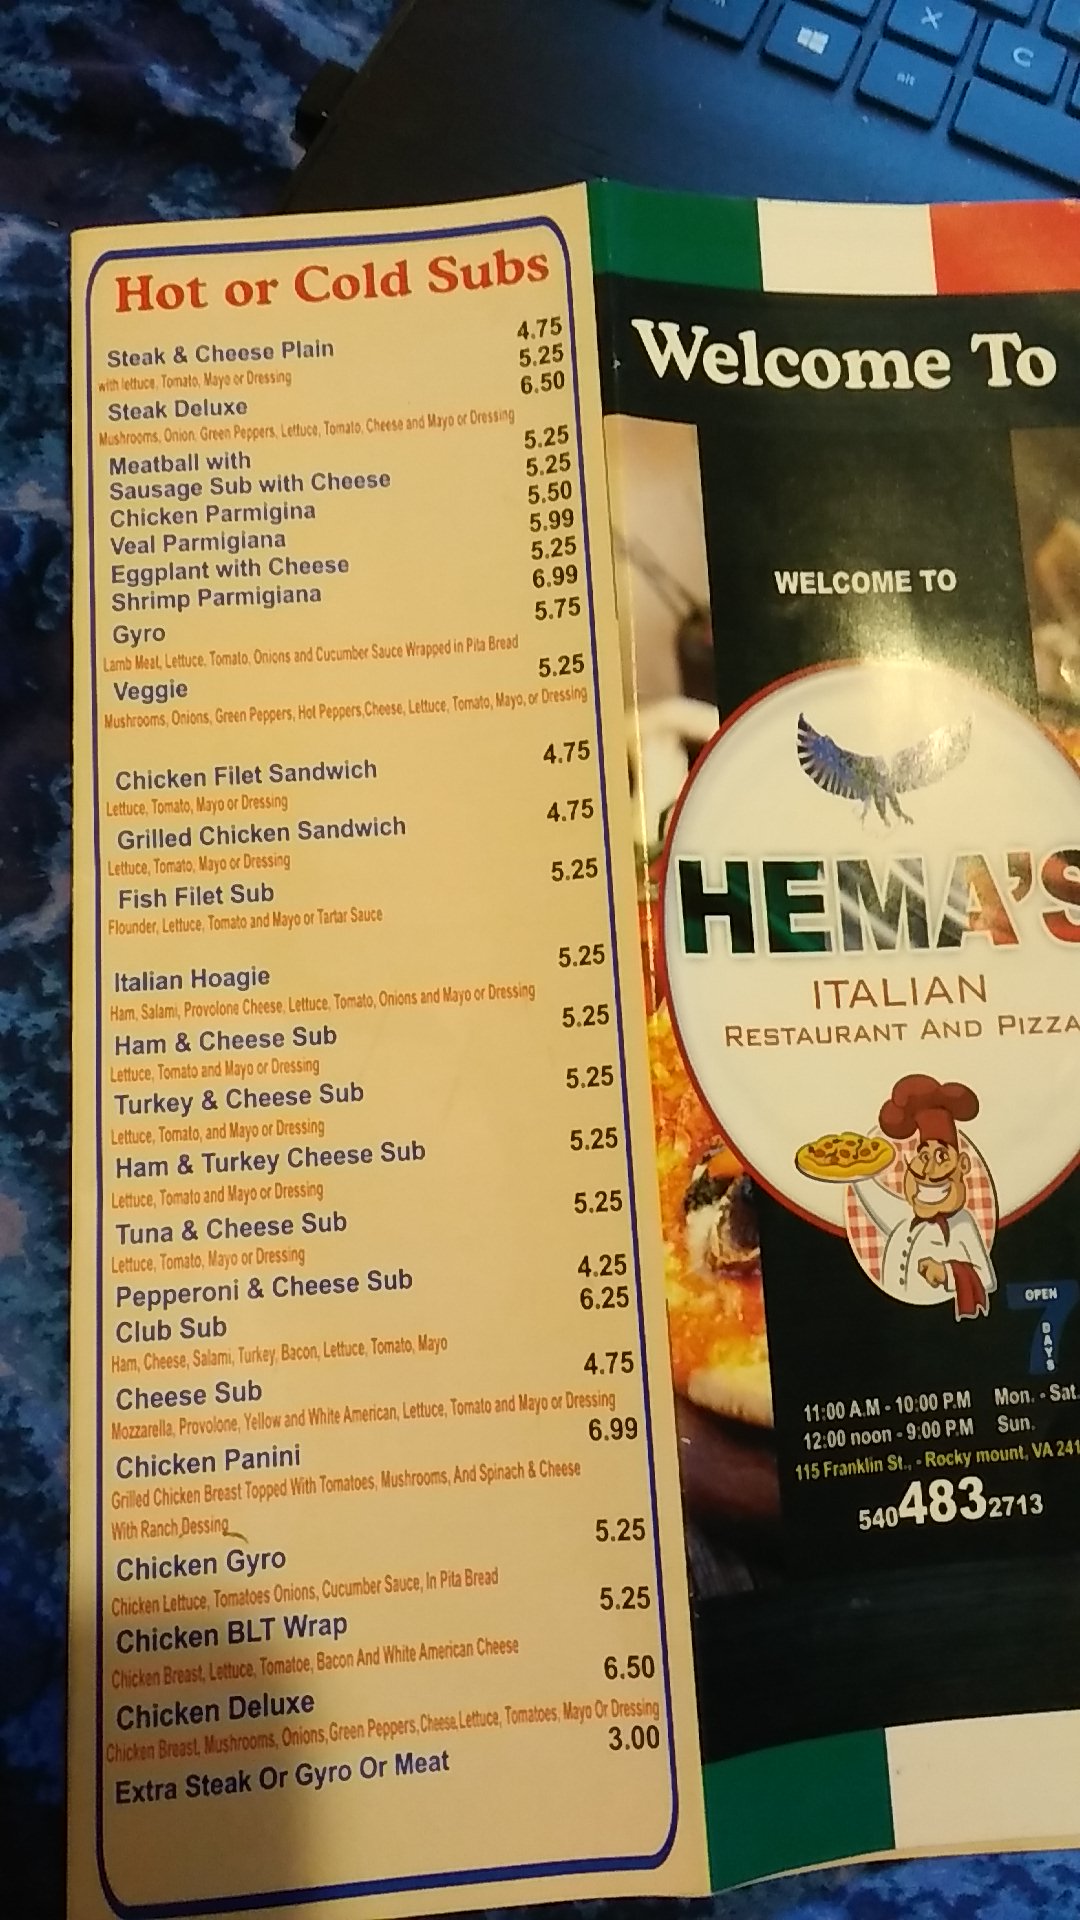 Hot or Cold Subs
Steak & Cheese Plain 4.75
with lettuce, Tomato, Mayo or Dressing 5.25
Steak Deluxe 6.50
Mushrooms, Onion, Green Peppers, Lettuce, Tomato, Cheese and Mayo or Dressing
Meatball with 5.25
Sausage Sub with Cheese 5.25
Chicken Parmigina 5.50
Veal Parmigiana 5.99
Eggplant with Cheese 5.25
Shrimp Parmigiana 6.99
Gyro 5.75
Lamb Meat, Lettuce, Tomato, Onions and Cucumber Sauce Wrapped in Pita Bread
Veggie 5.25
Mushrooms, Onions, Green Peppers, Hot Peppers,Cheese, Lettuce, Tomato, Mayo, or Dressing
Chicken Filet Sandwich 4.75
Lettuce, Tomato, Mayo or Dressing
Grilled Chicken Sandwich 4.75
Lettuce, Tomato, Mayo or Dressing
Fish Filet Sub 5.25
Flounder, Lettuce, Tomato and Mayo or Tartar Sauce
Italian Hoagie 5.25
Ham, Salami, Provolone Cheese, Lettuce, Tomato, Onions and Mayo or Dressing
Ham & Cheese Sub 5.25
Lettuce, Tomato and Mayo or Dressing
Turkey & Cheese Sub 5.25
Lettuce, Tomato, and Mayo or Dressing
Ham & Turkey Cheese Sub 5.25
Lettuce, Tomato and Mayo or Dressing
Tuna & Cheese Sub 5.25
Lettuce, Tomato, Mayo or Dressing
Pepperoni & Cheese Sub 4.25
Club Sub 6.25
Ham, Cheese, Salami, Turkey, Bacon, Lettuce, Tomato, Mayo
Cheese Sub 4.75
Mozzarella, Provolone, Yellow and White American, Lettuce, Tomato and Mayo or Dressing
Chicken Panini 6.99
Grilled Chicken Breast Topped With Tomatoes, Mushrooms, And Spinach & Cheese
With Ranch,Dessing
Chicken Gyro 5.25
Chicken Lettuce, Tomatoes Onions, Cucumber Sauce, In Pita Bread
Chicken BLT Wrap 5.25
Chicken Breast, Lettuce, Tomatoe, Bacon And White American Cheese
Chicken Deluxe 6.50
Chicken Breast, Mushrooms, Onions,Green Peppers,Cheese,Lettuce, Tomatoes, Mayo Or Dressing
Extra Steak Or Gyro Or Meat 3.00
Welcome To
WELCOME TO
HEMA'S
ITALIAN
RESTAURANT AND PIZZA
OPEN
7
DAYS
11:00 A.M - 10:00 P.M Mon. - Sat.
12:00 noon - 9:00 P.M Sun.
115 Franklin St., - Rocky mount, VA 241
540 483 2713
X
C
alt